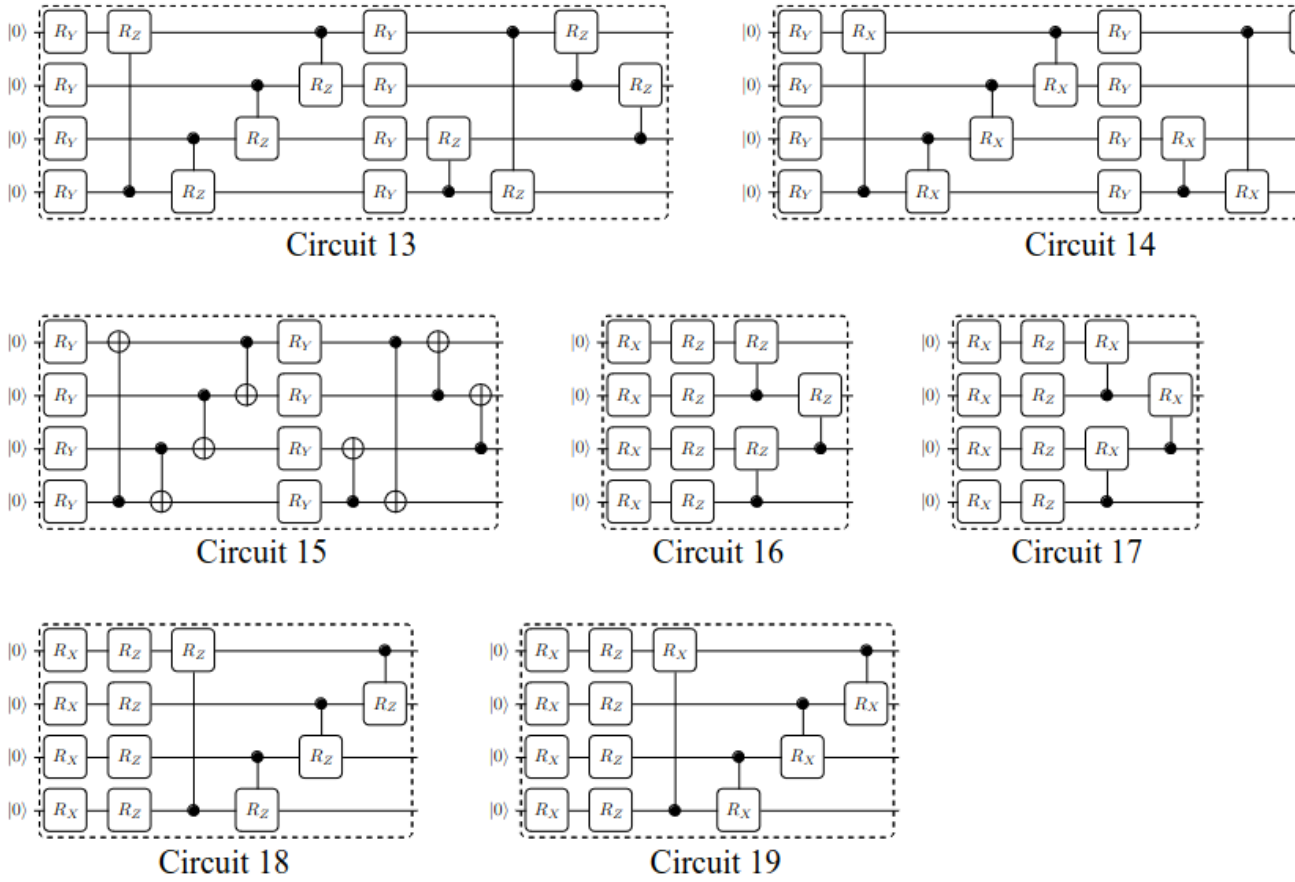 |0⟩ R_Y R_Z R_Y R_Z |0⟩ R_Y R_X R_Y
|0⟩ R_Y R_Z R_Y R_Z |0⟩ R_Y R_X R_Y
|0⟩ R_Y R_Z R_Y R_Z |0⟩ R_Y R_X R_Y R_X
|0⟩ R_Y R_Z R_Y R_Z |0⟩ R_Y R_X R_Y R_X
Circuit 13 Circuit 14
|0⟩ R_Y R_Y |0⟩ R_X R_Z R_Z |0⟩ R_X R_Z R_X
|0⟩ R_Y R_Y |0⟩ R_X R_Z R_Z |0⟩ R_X R_Z R_X
|0⟩ R_Y R_Y |0⟩ R_X R_Z R_Z |0⟩ R_X R_Z R_X
|0⟩ R_Y R_Y |0⟩ R_X R_Z |0⟩ R_X R_Z
Circuit 15 Circuit 16 Circuit 17
|0⟩ R_X R_Z R_Z |0⟩ R_X R_Z R_X
|0⟩ R_X R_Z R_Z |0⟩ R_X R_Z R_X
|0⟩ R_X R_Z R_Z |0⟩ R_X R_Z R_X
|0⟩ R_X R_Z R_Z |0⟩ R_X R_Z R_X
Circuit 18 Circuit 19